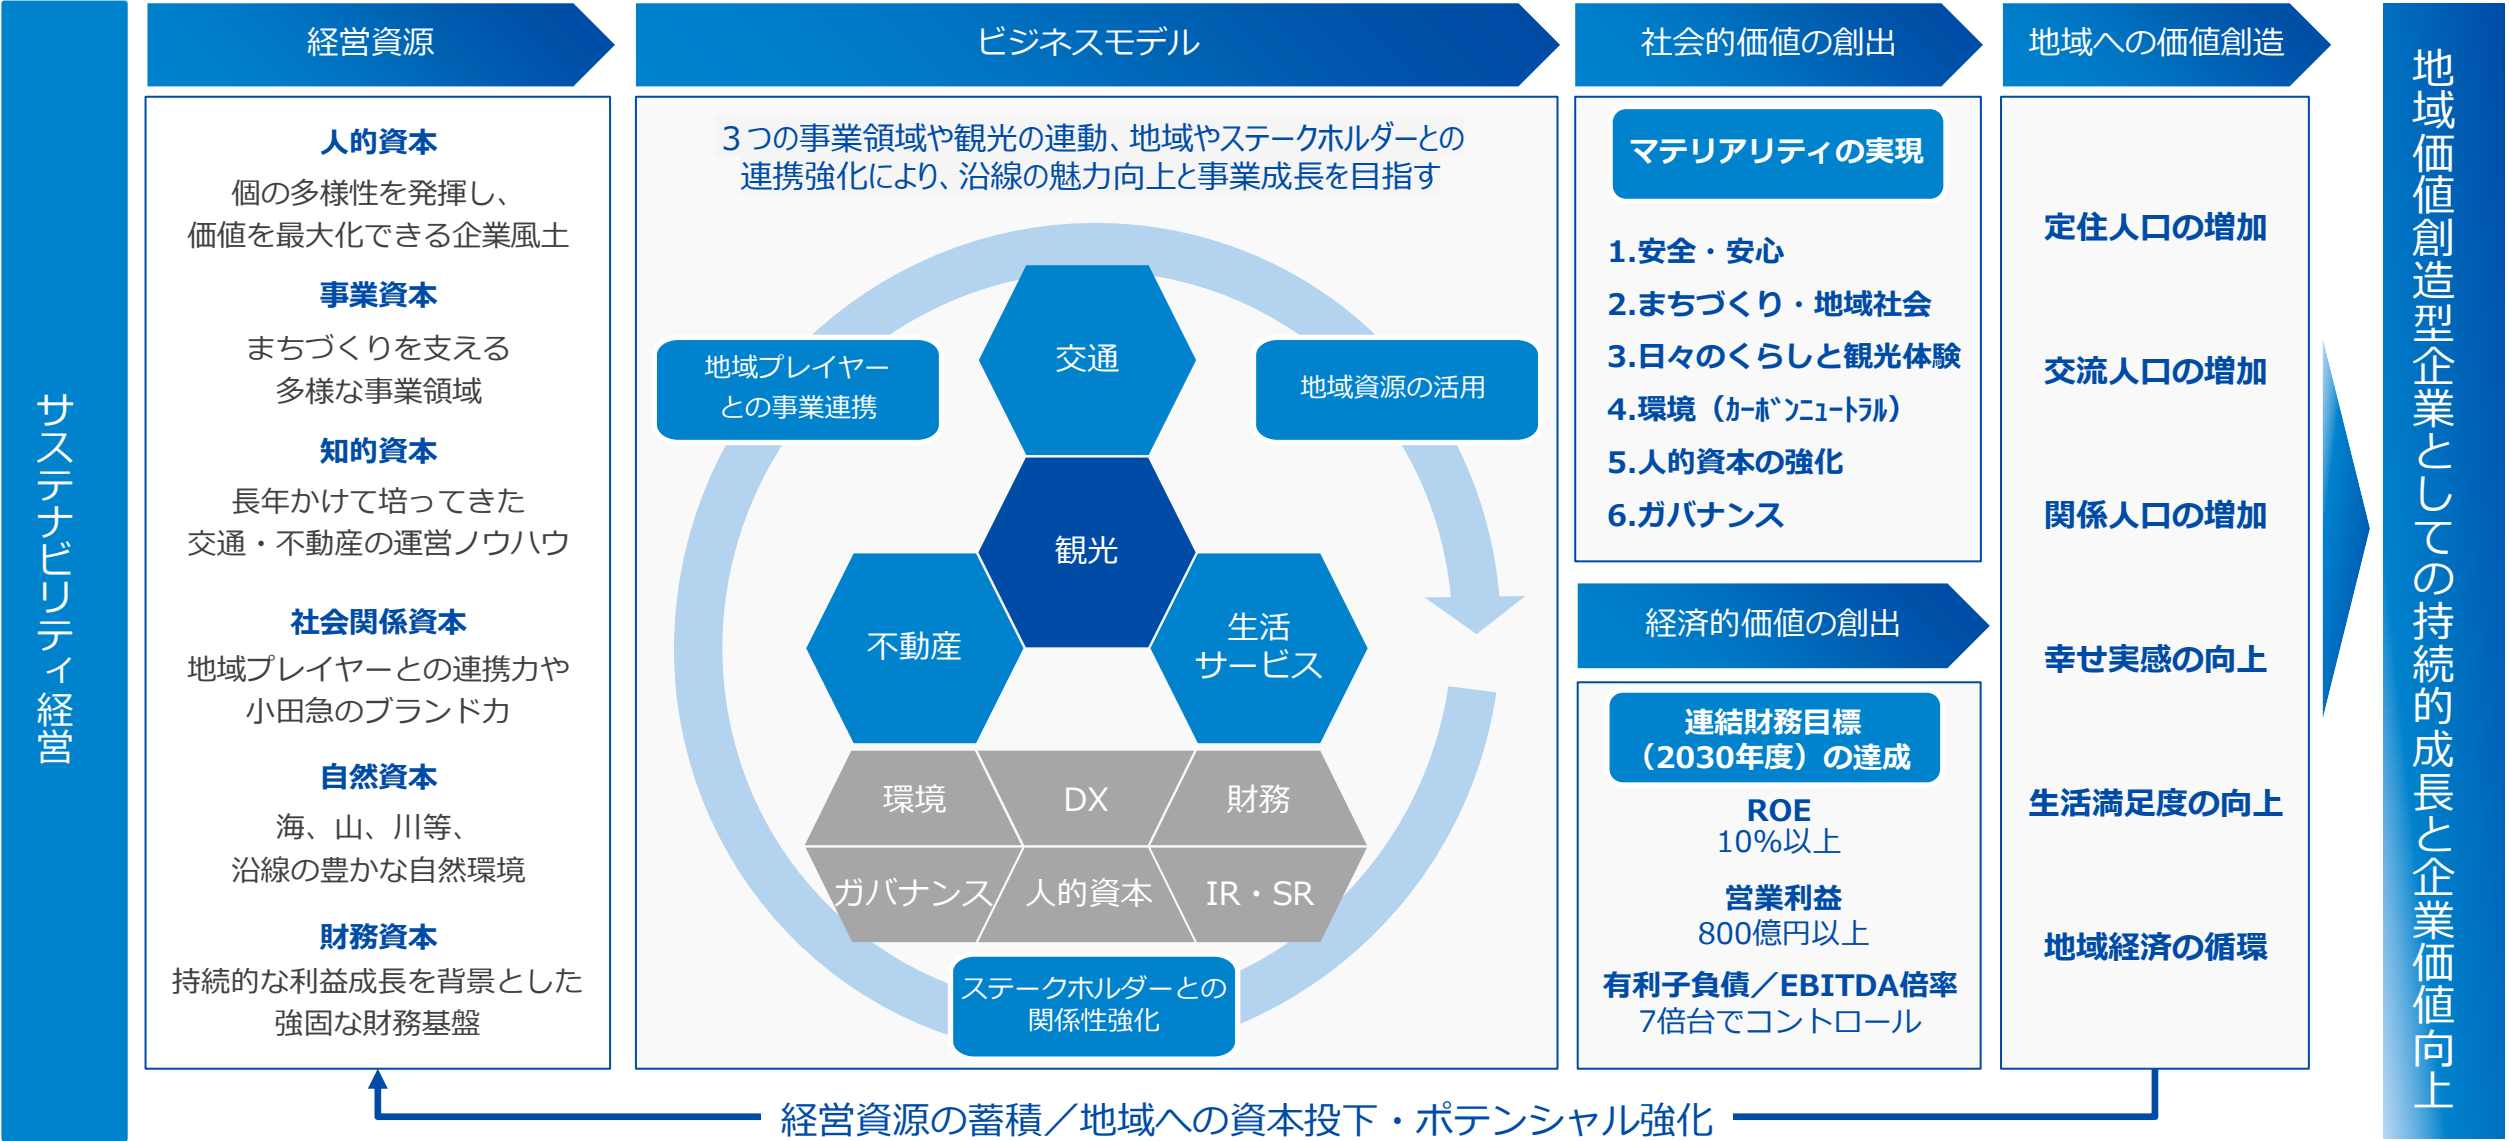 サステナビリティ経営
経営資源
人的資本
個の多様性を発揮し、
価値を最大化できる企業風土
事業資本
まちづくりを支える
多様な事業領域
知的資本
長年かけて培ってきた
交通・不動産の運営ノウハウ
社会関係資本
地域プレイヤーとの連携力や
小田急のブランド力
自然資本
海、山、川等、
沿線の豊かな自然環境
財務資本
持続的な利益成長を背景とした
強固な財務基盤
ビジネスモデル
３つの事業領域や観光の連動、地域やステークホルダーとの
連携強化により、沿線の魅力向上と事業成長を目指す
地域プレイヤー
との事業連携
地域資源の活用
交通
観光
不動産
生活
サービス
環境
DX
財務
ガバナンス
人的資本
IR・SR
ステークホルダーとの
関係性強化
社会的価値の創出
マテリアリティの実現
1.安全・安心
2.まちづくり・地域社会
3.日々のくらしと観光体験
4.環境（ｶｰﾎﾞﾝﾆｭｰﾄﾗﾙ）
5.人的資本の強化
6.ガバナンス
経済的価値の創出
連結財務目標
（2030年度）の達成
ROE
10%以上
営業利益
800億円以上
有利子負債／EBITDA倍率
7倍台でコントロール
地域への価値創造
定住人口の増加
交流人口の増加
関係人口の増加
幸せ実感の向上
生活満足度の向上
地域経済の循環
地域価値創造型企業としての持続的成長と企業価値向上
経営資源の蓄積／地域への資本投下・ポテンシャル強化